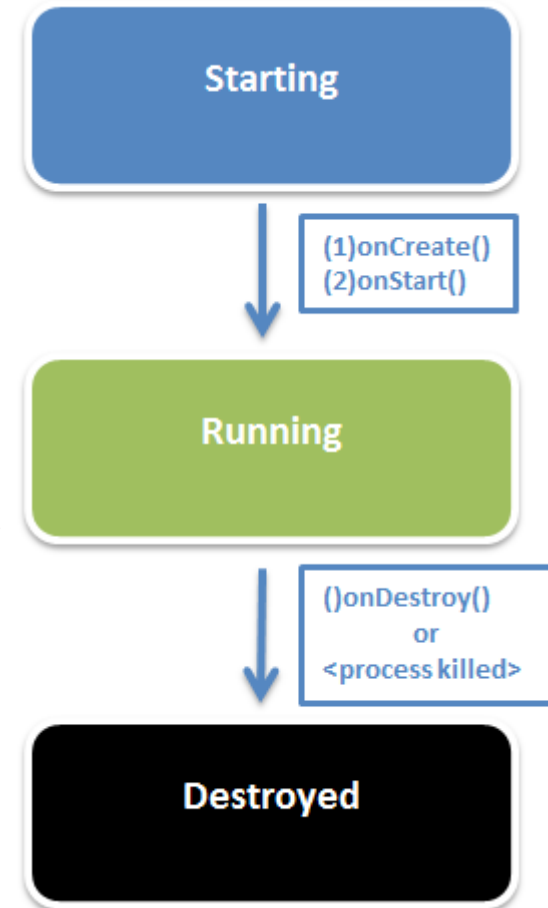 Starting
(1)onCreate()
(2)onStart()
Running
()onDestroy()
or
<process killed>
Destroyed